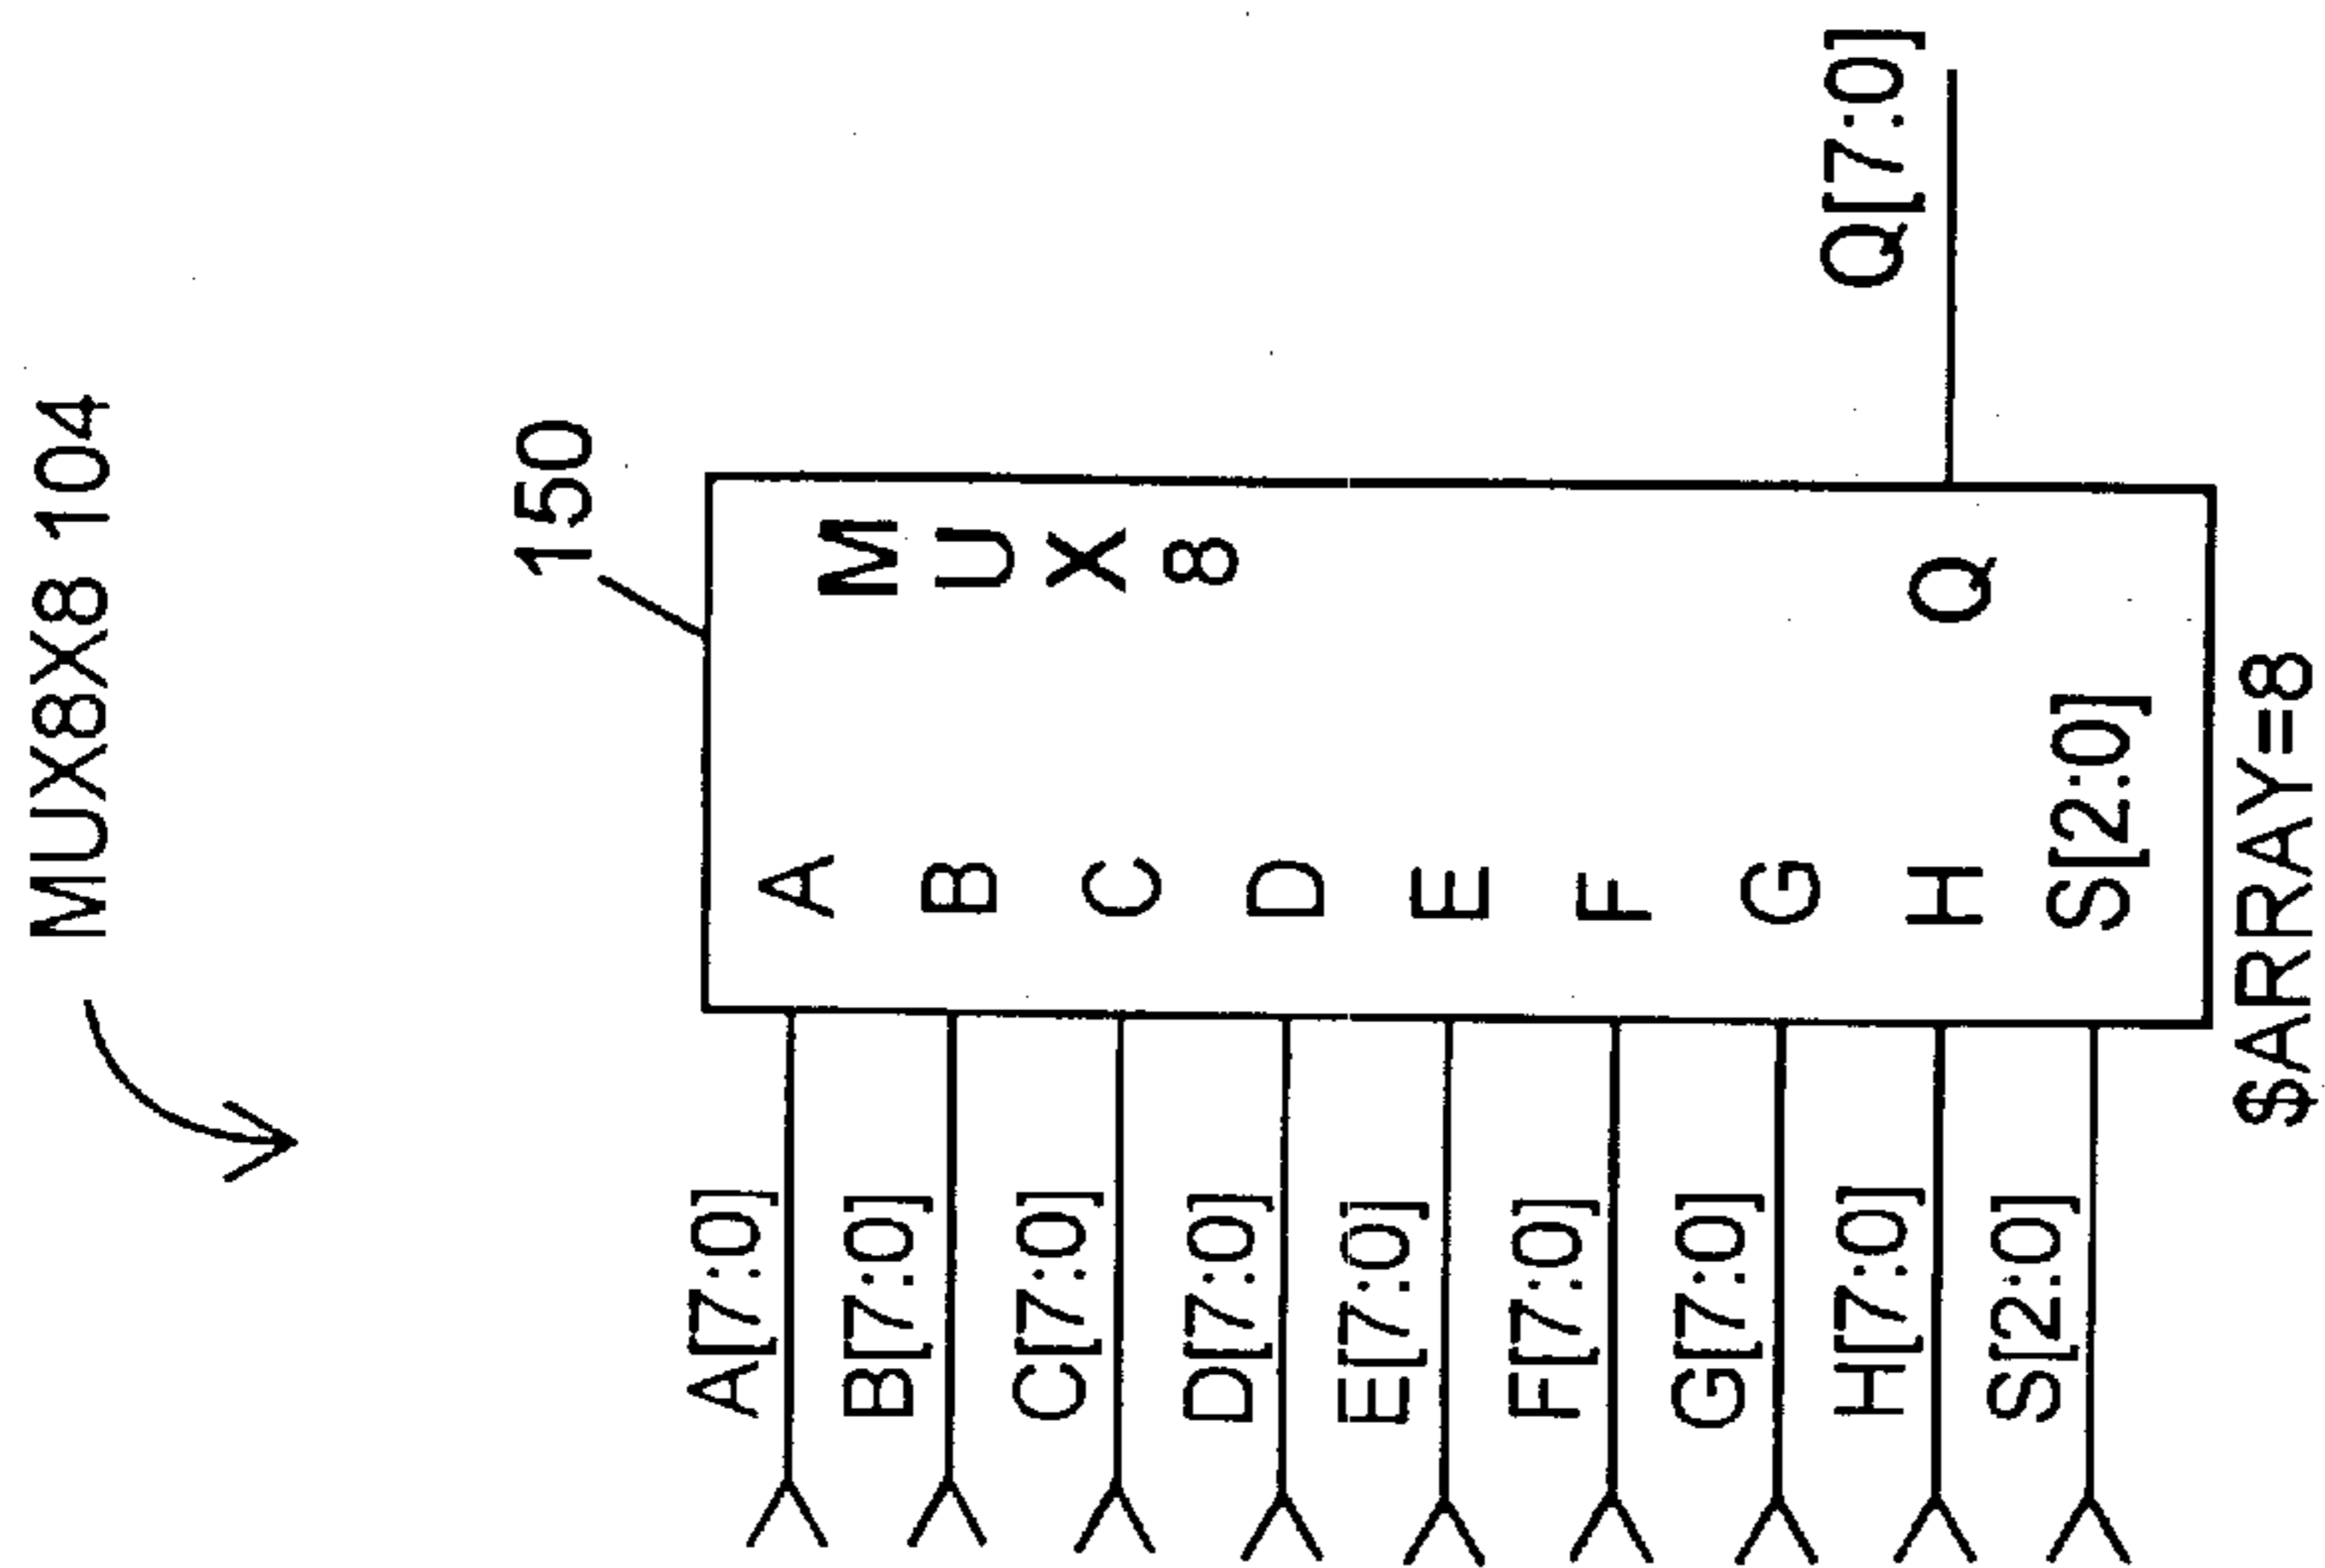 MUX8X8 104
150
A[7:0]
B[7:0]
C[7:0]
D[7:0]
E[7:0]
F[7:0]
G[7:0]
H[7:0]
S[2:0]
A
B
C
D
E
F
G
H
S[2:0]
M
U
X
8
Q
Q[7:0]
$ARRAY=8